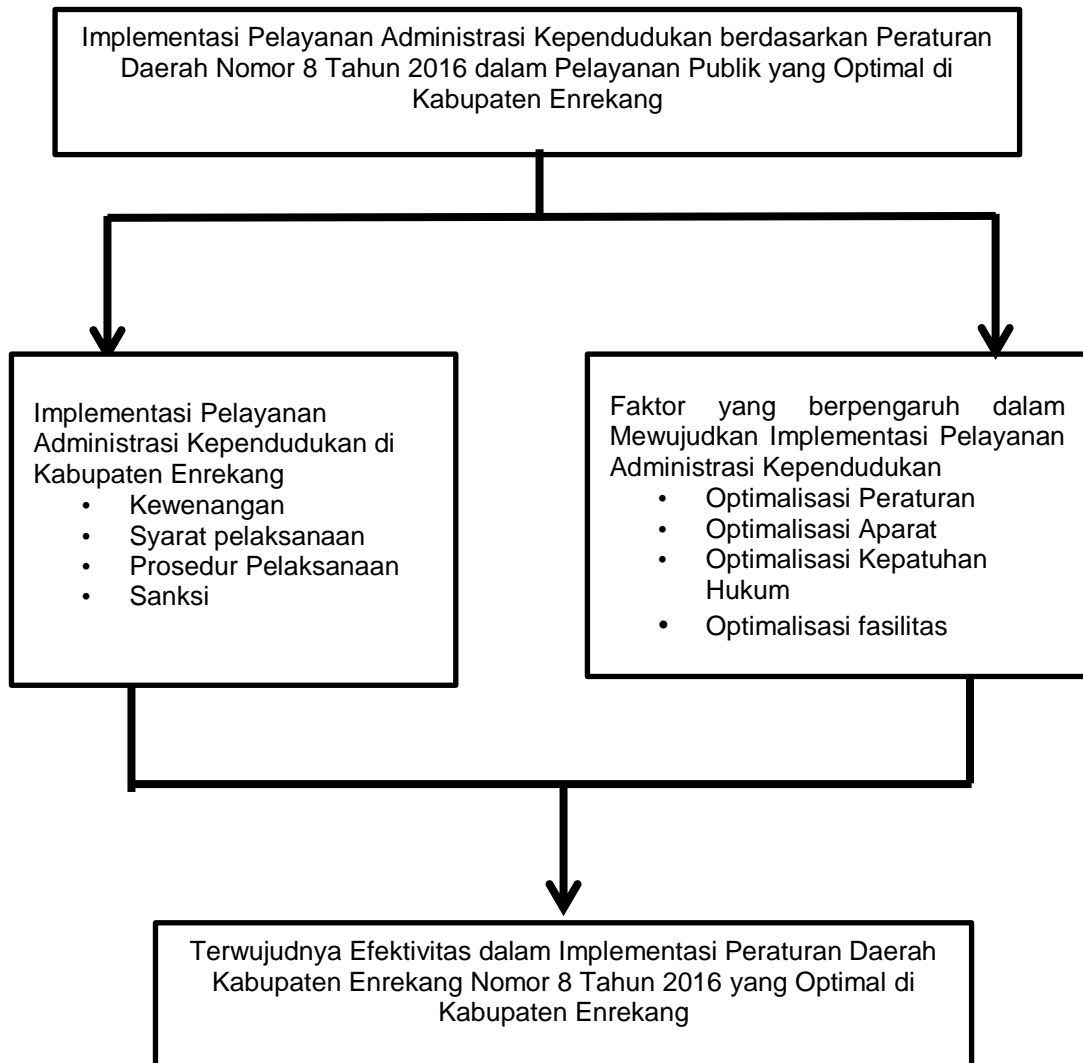 Implementasi Pelayanan Administrasi Kependudukan berdasarkan Peraturan
Daerah Nomor 8 Tahun 2016 dalam Pelayanan Publik yang Optimal di
Kabupaten Enrekang
Implementasi Pelayanan
Administrasi Kependudukan di
Kabupaten Enrekang
• Kewenangan
• Syarat pelaksanaan
• Prosedur Pelaksanaan
• Sanksi
Faktor yang berpengaruh dalam
Mewujudkan Implementasi Pelayanan
Administrasi Kependudukan
• Optimalisasi Peraturan
• Optimalisasi Aparat
• Optimalisasi Kepatuhan
Hukum
• Optimalisasi fasilitas
Terwujudnya Efektivitas dalam Implementasi Peraturan Daerah
Kabupaten Enrekang Nomor 8 Tahun 2016 yang Optimal di
Kabupaten Enrekang